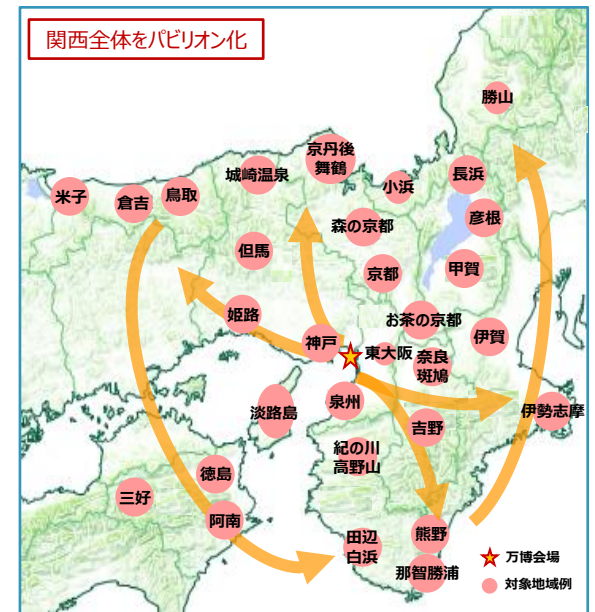 関西全体をパビリオン化
勝山
京丹後
舞鶴
城崎温泉
小浜
長浜
米子
倉吉
鳥取
森の京都
彦根
但馬
京都
甲賀
姫路
お茶の京都
神戸
東大阪
奈良
斑鳩
伊賀
淡路島
泉州
吉野
伊勢志摩
紀の川
高野山
徳島
三好
阿南
田辺
白浜
熊野
那智勝浦
万博会場
対象地域例